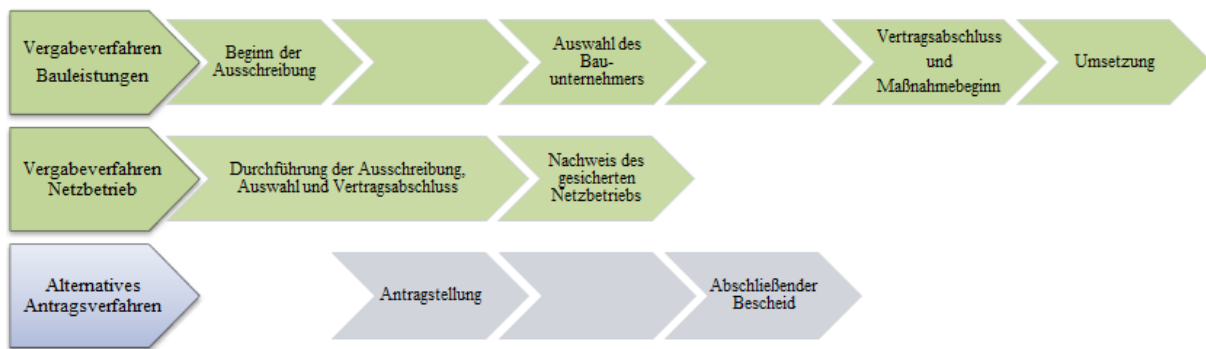 Vergabeverfahren
Bauleistungen
Beginn der
Ausschreibung
Auswahl des
Bau-
unternehmers
Vertragsabschluss
und
Maßnahmebeginn
Umsetzung
Vergabeverfahren
Netzbetrieb
Durchführung der Ausschreibung,
Auswahl und Vertragsabschluss
Nachweis des
gesicherten
Netzbetriebs
Alternatives
Antragsverfahren
Antragstellung
Abschließender
Bescheid